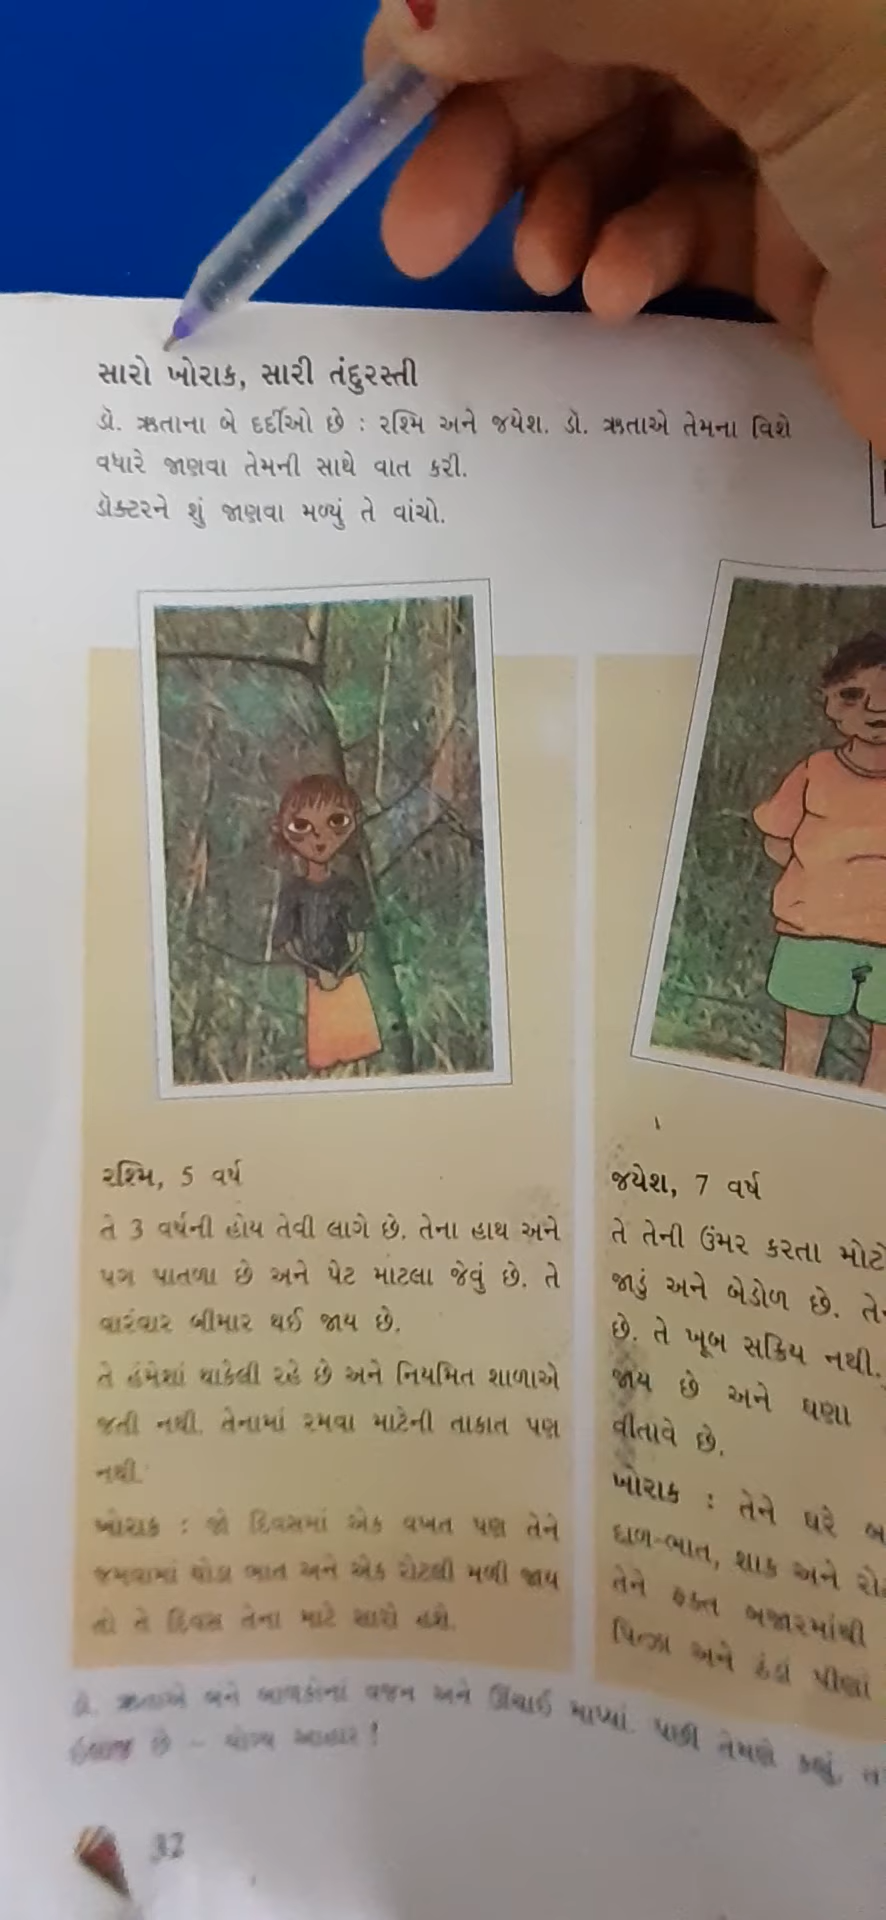 સારો ખોરાક, સારી તંદુરસ્તી
ડૉ. ઋતાના બે દર્દીઓ છે : રશ્મિ અને જયેશ. ડૉ. ઋતાએ તેમના વિશે
વધારે જાણવા તેમની સાથે વાત કરી.
ડૉક્ટરને શું જાણવા મળ્યું તે વાંચો.
રશ્મિ, 5 વર્ષ
તે 3 વર્ષની હોય તેવી લાગે છે. તેના હાથ અને
પગ પાતળા છે અને પેટ માટલા જેવું છે. તે
વારંવાર બીમાર થઈ જાય છે.
તે હંમેશાં થાકેલી રહે છે અને નિયમિત શાળાએ
જતી નથી. તેનામાં રમવા માટેની તાકાત પણ
નથી.
ખોરાક : જો દિવસમાં એક વખત પણ તેને
જમવામાં થોડા ભાત અને એક રોટલી મળી જાય
તો તે દિવસ તેના માટે સારો હશે.
જયેશ, 7 વર્ષ
તે તેની ઉંમર કરતા મોટો
જાડું અને બેડોળ છે.
છે. તે ખૂબ સક્રિય નથી.
જાય છે અને ઘણા
વીતાવે છે.
ખોરાક : તેને ઘરે
દાળ-ભાત, શાક અને
તેને ફક્ત બજારમાંથી
પિત્ઝા અને ઠંડાં પીણાં
ડૉ. ઋતાએ બંને બાળકોનાં વજન અને ઊંચાઈ માપ્યાં. પછી તેમણે કહ્યું,
ઇલાજ છે – યોગ્ય આહાર !
32